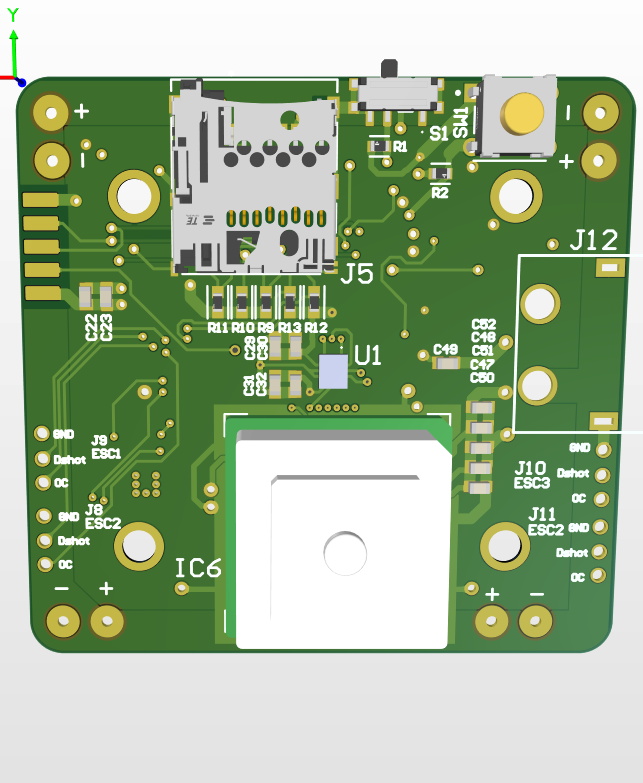 Y
+
−
S1
SW1
−
+
R1
R2
TE
J12
J5
C22
C23
R11 R10 R9 R13 R12
C29
C30
U1
C31
C32
C49
C52
C48
C51
C47
C50
GND
Dshot
OC
J9
ESC1
GND
Dshot
OC
J8
ESC2
J10
ESC3
GND
Dshot
OC
J11
ESC2
GND
Dshot
OC
IC6
− +
+ −